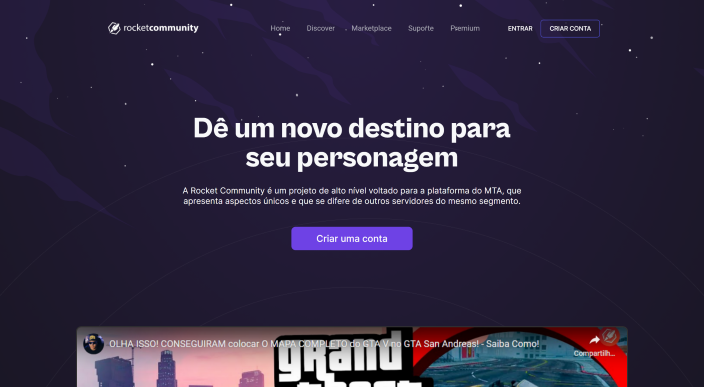 rocketcommunity
Home Discover Marketplace Suporte Premium ENTRAR CRIAR CONTA
Dê um novo destino para
seu personagem
A Rocket Community é um projeto de alto nível voltado para a plataforma do MTA, que
apresenta aspectos únicos e que se difere de outros servidores do mesmo segmento.
Criar uma conta
OLHA ISSO! CONSEGUIRAM colocar O MAPA COMPLETO do GTA V no GTA San Andreas! - Saiba Como!
Compartilh...
grand
theft